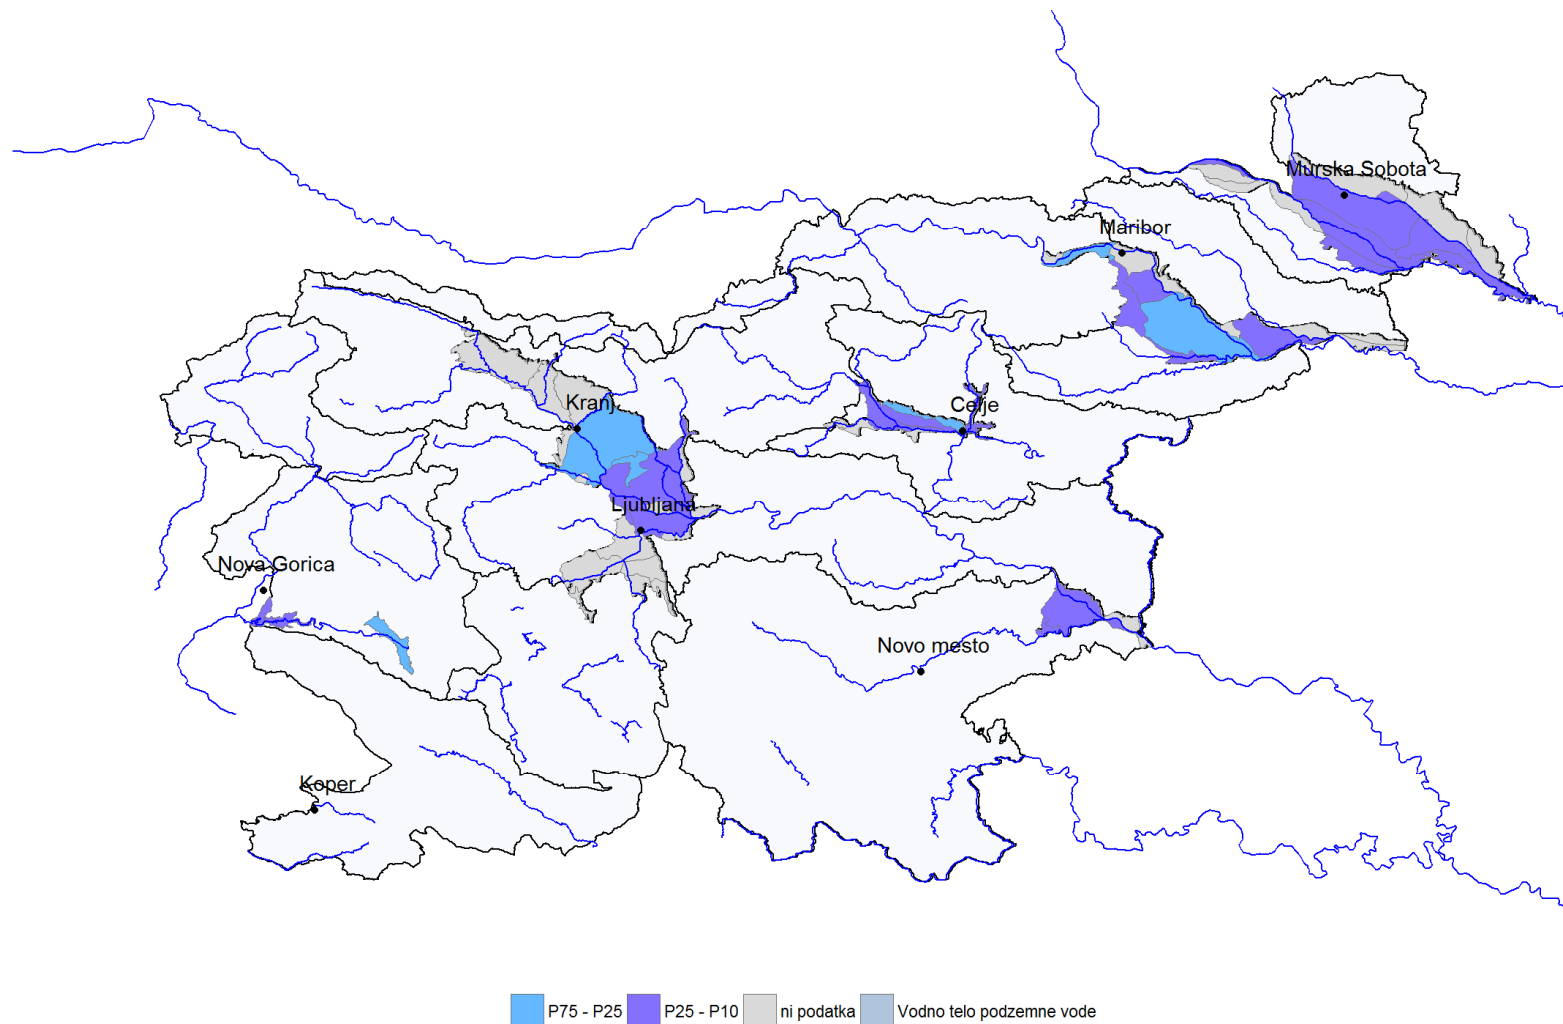 Murska Sobota
Maribor
Kranj
Celje
Ljubljana
Nova Gorica
Novo mesto
Koper
P75 - P25 P25 - P10 ni podatka Vodno telo podzemne vode